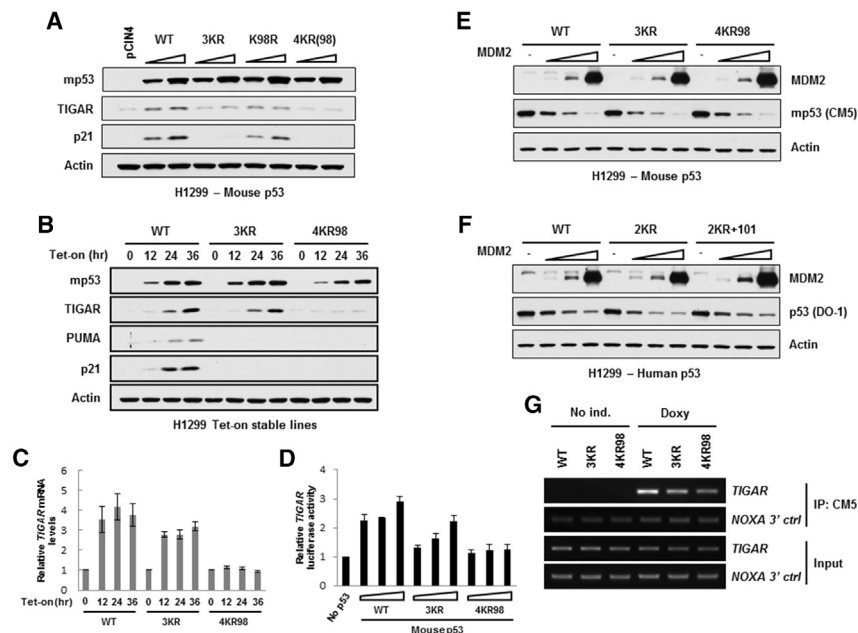 A
pCIN4
WT 3KR K98R 4KR(98)
mp53
TIGAR
p21
Actin
H1299 – Mouse p53
B
WT 3KR 4KR98
Tet-on (hr) 0 12 24 36 0 12 24 36 0 12 24 36
mp53
TIGAR
PUMA
p21
Actin
H1299 Tet-on stable lines
C
Relative TIGAR mRNA levels
6
5
4
3
2
1
0
Tet-on(hr) 0 12 24 36 0 12 24 36 0 12 24 36
WT 3KR 4KR98
D
Relative TIGAR luciferase activity
4
3
2
1
0
No p53
WT 3KR 4KR98
Mouse p53
E
WT 3KR 4KR98
MDM2 - - -
MDM2
mp53 (CM5)
Actin
H1299 – Mouse p53
F
WT 2KR 2KR+101
MDM2 - - -
MDM2
p53 (DO-1)
Actin
H1299 – Human p53
G
No ind. Doxy
WT 3KR 4KR98 WT 3KR 4KR98
TIGAR
NOXA 3' ctrl
IP: CM5
TIGAR
NOXA 3' ctrl
Input